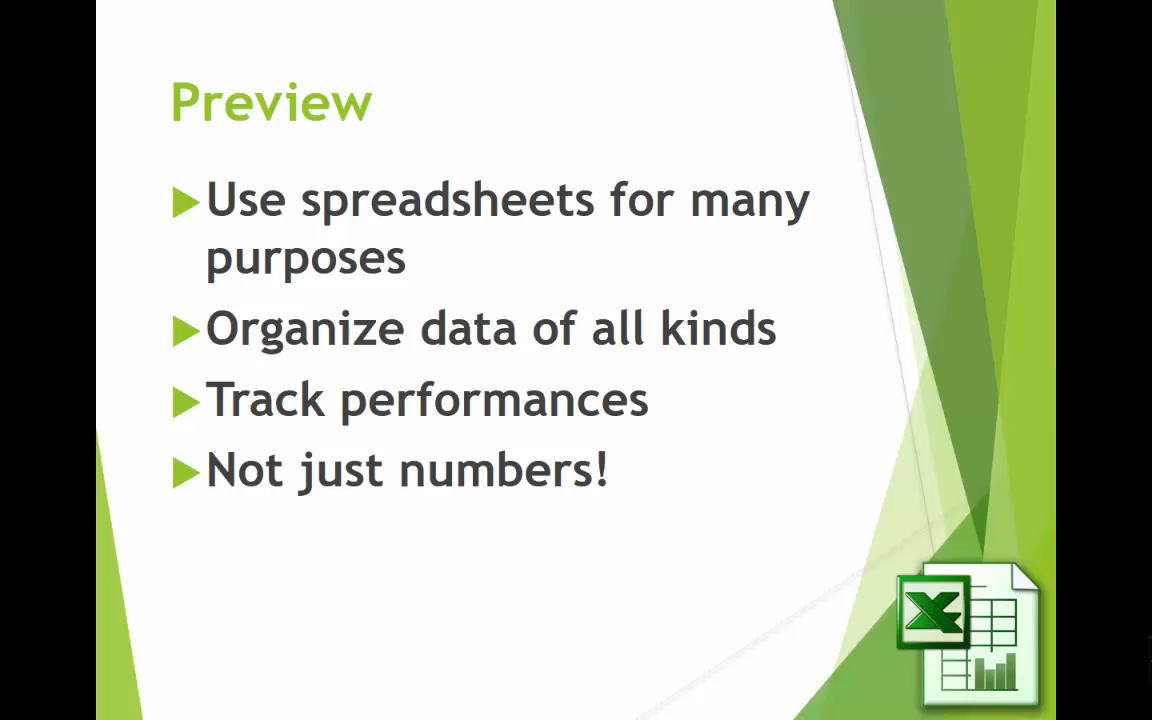 Preview
Use spreadsheets for many
purposes
Organize data of all kinds
Track performances
Not just numbers!